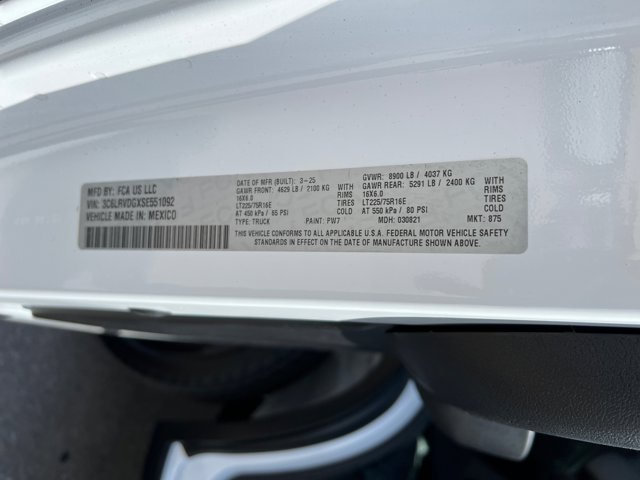 MFD BY: FCA US LLC
VIN: 3C6LRVDGXSE551092
VEHICLE MADE IN: MEXICO
DATE OF MFR (BUILT): 3-25
GAWR FRONT: 4629 LB / 2100 KG WITH
16X6.0 RIMS
LT225/75R16E TIRES
AT 450 kPa / 65 PSI COLD
TYPE: TRUCK PAINT: PW7
GVWR: 8900 LB / 4037 KG
GAWR REAR: 5291 LB / 2400 KG WITH
16X6.0 RIMS
LT225/75R16E TIRES
AT 550 kPa / 80 PSI COLD
MDH: 030821 MKT: 875
THIS VEHICLE CONFORMS TO ALL APPLICABLE U.S.A. FEDERAL MOTOR VEHICLE SAFETY
STANDARDS IN EFFECT ON THE DATE OF MANUFACTURE SHOWN ABOVE.